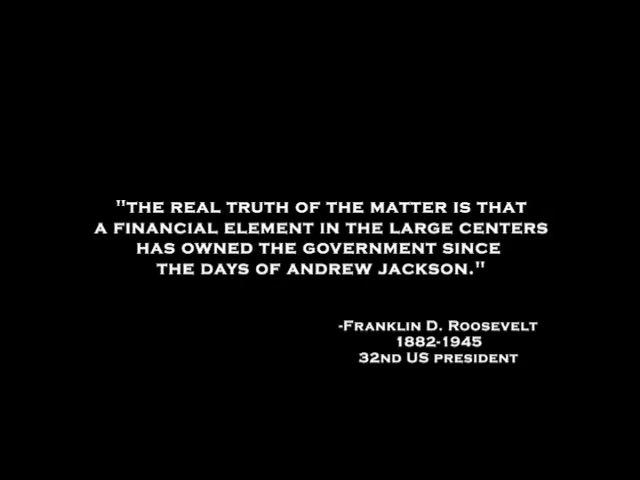 "THE REAL TRUTH OF THE MATTER IS THAT
A FINANCIAL ELEMENT IN THE LARGE CENTERS
HAS OWNED THE GOVERNMENT SINCE
THE DAYS OF ANDREW JACKSON."
-FRANKLIN D. ROOSEVELT
1882-1945
32ND US PRESIDENT